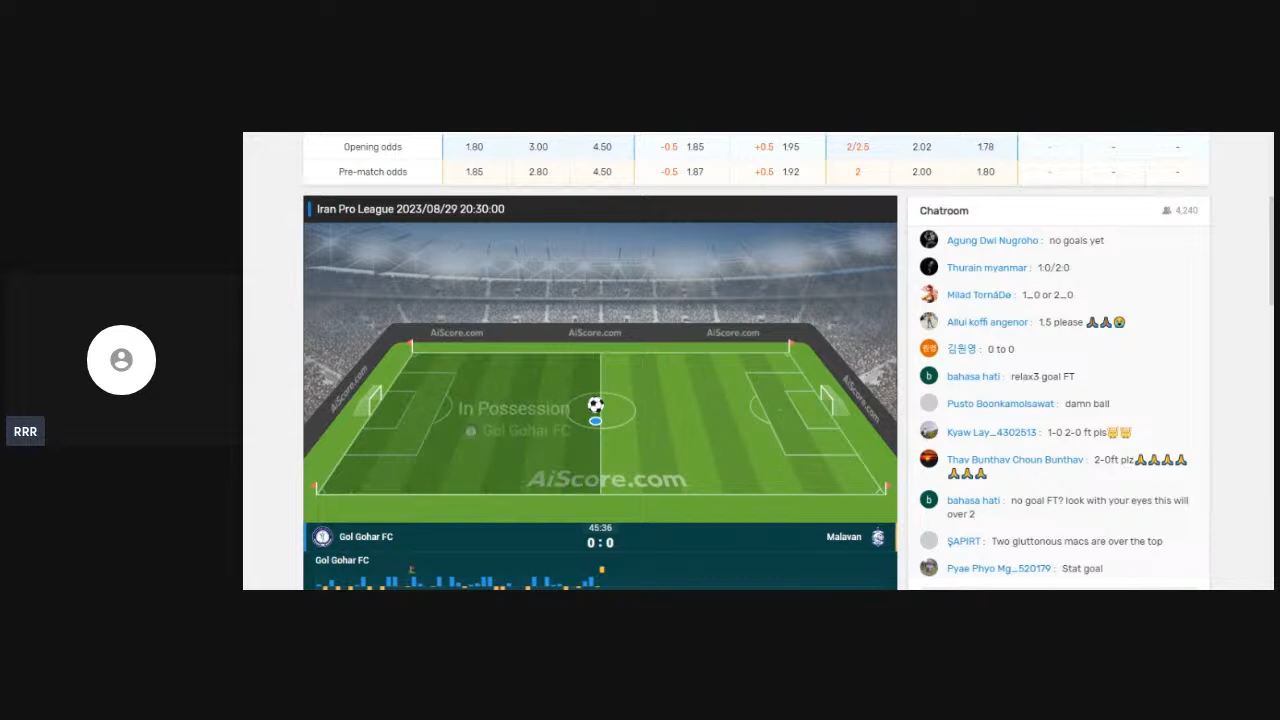 Opening odds 1.80 3.00 4.50 -0.5 1.85 +0.5 1.95 2/2.5 2.02 1.78 - - -
Pre-match odds 1.85 2.80 4.50 -0.5 1.87 +0.5 1.92 2 2.00 1.80 - - -
Iran Pro League 2023/08/29 20:30:00
AiScore.com AiScore.com AiScore.com
AiScore.com
AiScore.com
In Possession
Gol Gohar FC
AiScore.com
Gol Gohar FC 45:36 Malavan
0 : 0
Gol Gohar FC
Chatroom 4,240
Agung Dwi Nugroho : no goals yet
Thurain myanmar : 1:0/2:0
Milad TornâDe : 1_0 or 2_0
Allui koffi angenor : 1,5 please 🙏🙏😭
원영 김원영 : 0 to 0
b bahasa hati : relax3 goal FT
Pusto Boonkamolsawat : damn ball
Kyaw Lay_4302513 : 1-0 2-0 ft pls
Thav Bunthav Choun Bunthav : 2-0ft plz🙏🙏🙏🙏
🙏🙏🙏
b bahasa hati : no goal FT? look with your eyes this will
over 2
ŞAPIRT : Two gluttonous macs are over the top
Pyae Phyo Mg_520179 : Stat goal
RRR